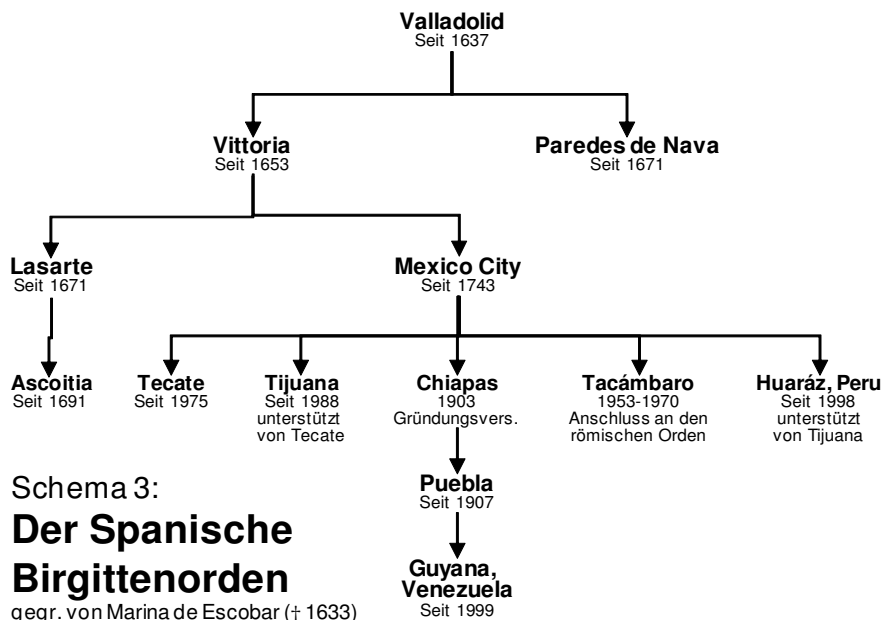 Valladolid
Seit 1637
Vittoria
Seit 1653
Paredes de Nava
Seit 1671
Lasarte
Seit 1671
Mexico City
Seit 1743
Ascoitia
Seit 1691
Tecate
Seit 1975
Tijuana
Seit 1988
unterstützt
von Tecate
Chiapas
1903
Gründungsvers.
Tacámbaro
1953-1970
Anschluss an den
römischen Orden
Huaráz, Peru
Seit 1998
unterstützt
von Tijuana
Puebla
Seit 1907
Guyana,
Venezuela
Seit 1999
Schema 3:
Der Spanische
Birgittenorden
gegr. von Marina de Escobar († 1633)